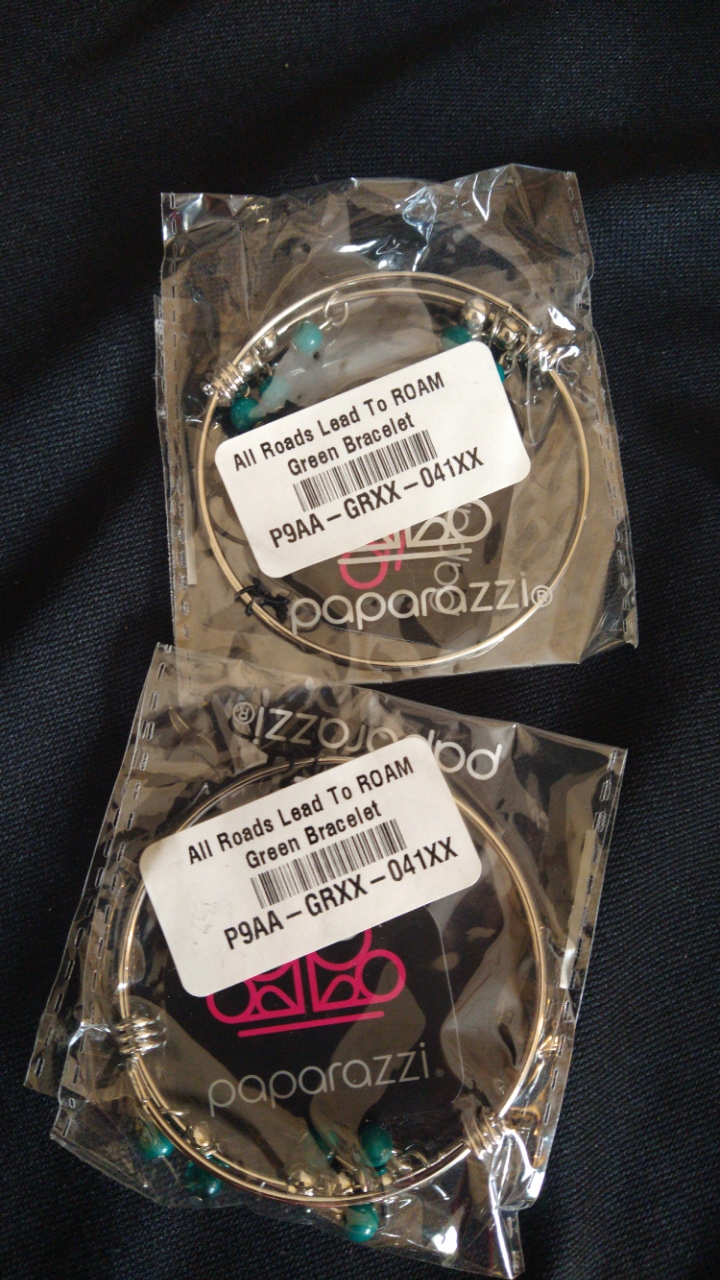 All Roads Lead To ROAM
Green Bracelet
P9AA-GRXX-041XX
paparazzi®
paparazzi®
All Roads Lead To ROAM
Green Bracelet
P9AA-GRXX-041XX
paparazzi®